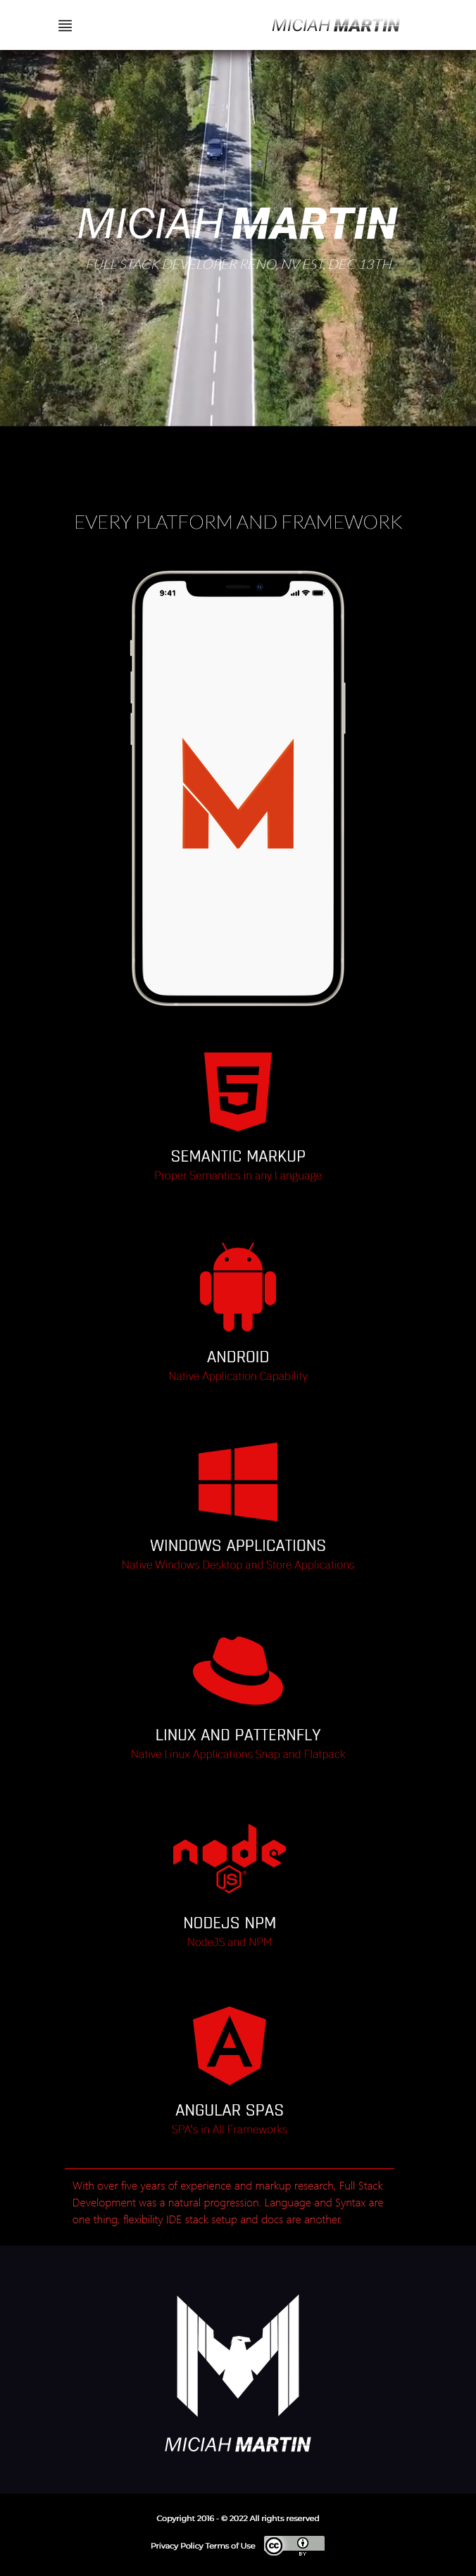 MICIAH MARTIN
MICIAH MARTIN
FULL STACK DEVELOPER RENO, NV EST. DEC 13TH.
EVERY PLATFORM AND FRAMEWORK
9:41
M
5
SEMANTIC MARKUP
Proper Semantics in any Language
ANDROID
Native Application Capability
WINDOWS APPLICATIONS
Native Windows Desktop and Store Applications
LINUX AND PATTERNFLY
Native Linux Applications Snap and Flatpack
node
JS
NODEJS NPM
NodeJS and NPM
A
ANGULAR SPAS
SPA's in All Frameworks
With over five years of experience and markup research, Full Stack
Development was a natural progression. Language and Syntax are
one thing, flexibility IDE stack setup and docs are another.
M
MICIAH MARTIN
Copyright 2016 - © 2022 All rights reserved
Privacy Policy Terms of Use
cc
BY